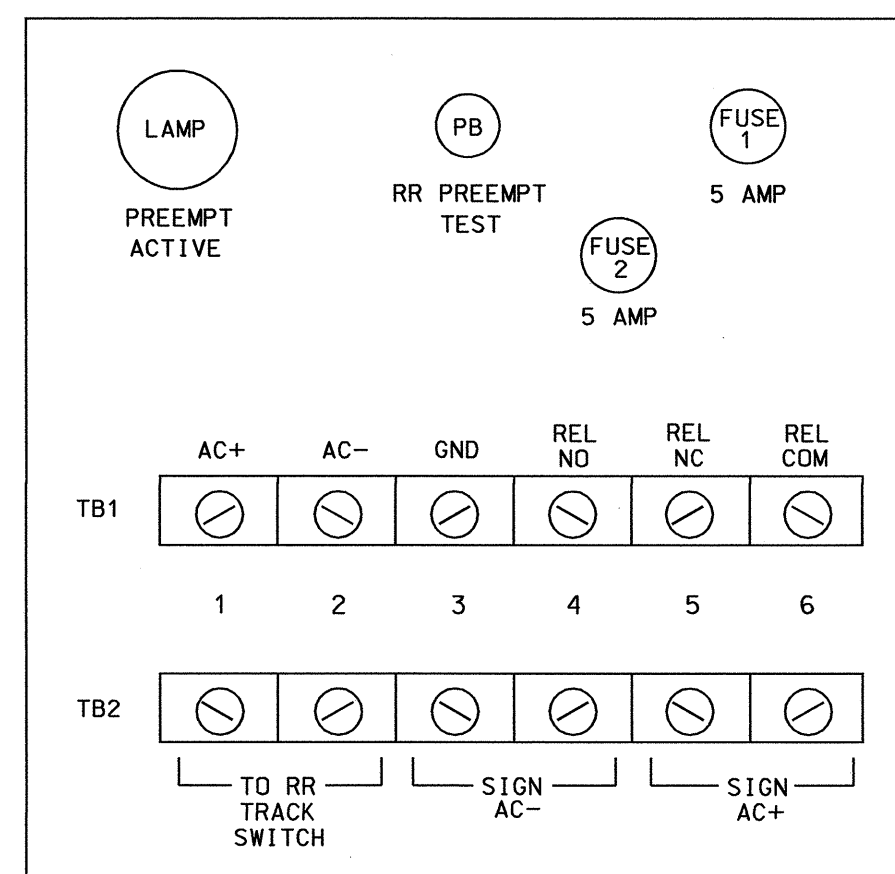 LAMP
PREEMPT
ACTIVE
PB
RR PREEMPT
TEST
FUSE
1
5 AMP
FUSE
2
5 AMP
AC+ AC- GND REL NO REL NC REL COM
TB1
1 2 3 4 5 6
TB2
TO RR
TRACK
SWITCH
SIGN
AC-
SIGN
AC+